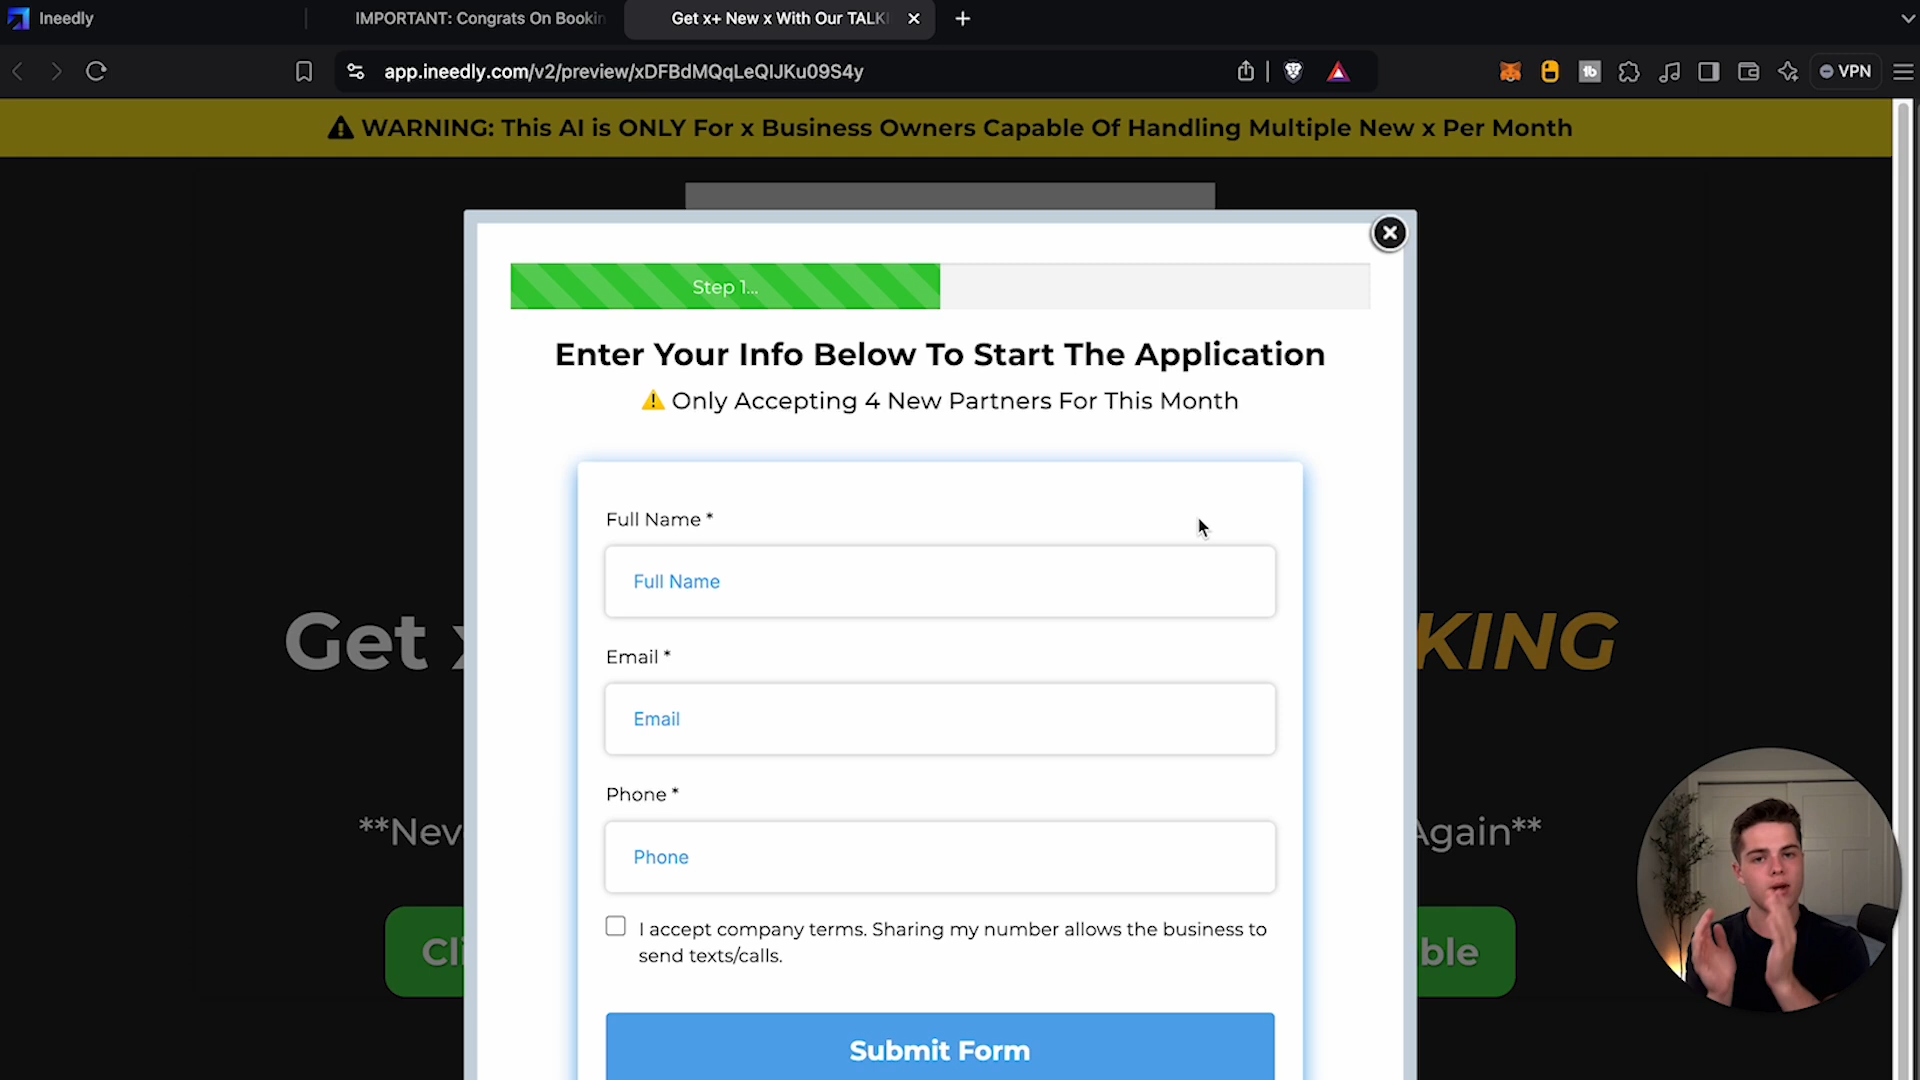 Ineedly
IMPORTANT: Congrats On Bookin
Get x+ New x With Our TALK
app.ineedly.com/v2/preview/xDFBdMQqLeQIJKu09S4y
tb
VPN
WARNING: This AI is ONLY For x Business Owners Capable Of Handling Multiple New x Per Month
Step 1...
Enter Your Info Below To Start The Application
Only Accepting 4 New Partners For This Month
Full Name *
Full Name
Get
KING
Email *
Email
Phone *
**Nev
Again**
Phone
I accept company terms. Sharing my number allows the business to
send texts/calls.
Cli
ble
Submit Form